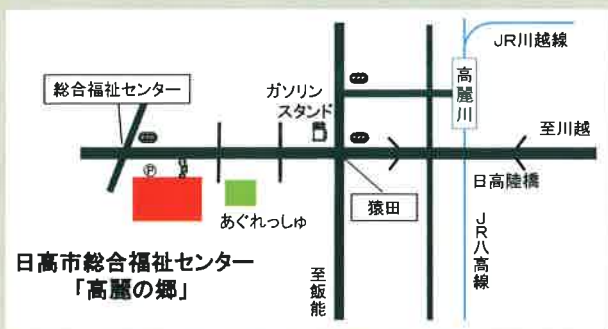 JR川越線
総合福祉センター
ガソリン
スタンド
高麗川
至川越
Ⓟ
日高陸橋
猿田
あぐれっしゅ
JR八高線
至飯能
日高市総合福祉センター
「高麗の郷」